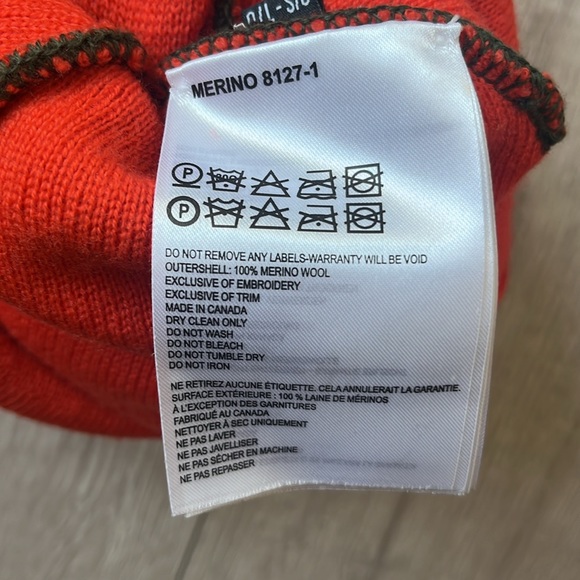 O/L - S/G
MERINO 8127-1
P
P
DO NOT REMOVE ANY LABELS-WARRANTY WILL BE VOID
OUTERSHELL: 100% MERINO WOOL
EXCLUSIVE OF EMBROIDERY
EXCLUSIVE OF TRIM
MADE IN CANADA
DRY CLEAN ONLY
DO NOT WASH
DO NOT BLEACH
DO NOT TUMBLE DRY
DO NOT IRON
NE RETIREZ AUCUNE ÉTIQUETTE. CELA ANNULERAIT LA GARANTIE.
SURFACE EXTÉRIEURE : 100 % LAINE DE MÉRINOS
À L'EXCEPTION DES GARNITURES
FABRIQUÉ AU CANADA
NETTOYER À SEC UNIQUEMENT
NE PAS LAVER
NE PAS JAVELLISER
NE PAS SÉCHER EN MACHINE
NE PAS REPASSER